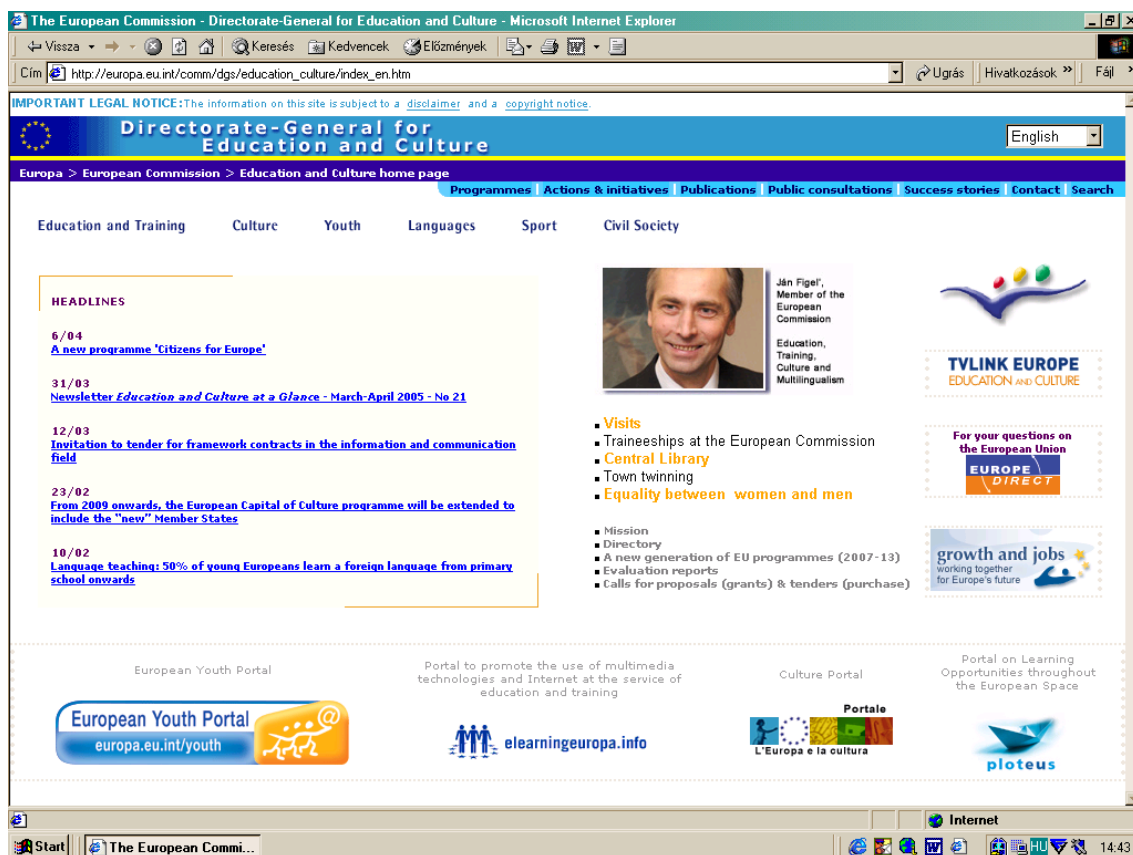 The European Commission - Directorate-General for Education and Culture - Microsoft Internet Explorer
Vissza Keresés Kedvencek Előzmények
Cím http://europa.eu.int/comm/dgs/education_culture/index_en.htm Ugrás Hivatkozások » Fájl »
IMPORTANT LEGAL NOTICE: The information on this site is subject to a disclaimer and a copyright notice.
Directorate-General for
Education and Culture
English
Europa > European Commission > Education and Culture home page
Programmes | Actions & initiatives | Publications | Public consultations | Success stories | Contact | Search
Education and Training Culture Youth Languages Sport Civil Society
HEADLINES
6/04
A new programme 'Citizens for Europe'
31/03
Newsletter Education and Culture at a Glance - March-April 2005 - No 21
12/03
Invitation to tender for framework contracts in the information and communication
field
23/02
From 2009 onwards, the European Capital of Culture programme will be extended to
include the "new" Member States
10/02
Language teaching: 50% of young Europeans learn a foreign language from primary
school onwards
Ján Figel',
Member of the
European
Commission
Education,
Training,
Culture and
Multilingualism
Visits
Traineeships at the European Commission
Central Library
Town twinning
Equality between women and men
Mission
Directory
A new generation of EU programmes (2007-13)
Evaluation reports
Calls for proposals (grants) & tenders (purchase)
TVLINK EUROPE
EDUCATION AND CULTURE
For your questions on
the European Union
EUROPE
DIRECT
growth and jobs
working together
for Europe's future
European Youth Portal
European Youth Portal
europa.eu.int/youth
Portal to promote the use of multimedia
technologies and Internet at the service of
education and training
elearningeuropa.info
Culture Portal
Portale
L'Europa e la cultura
Portal on Learning
Opportunities throughout
the European Space
ploteus
Internet
Start The European Commi... HU 14:43